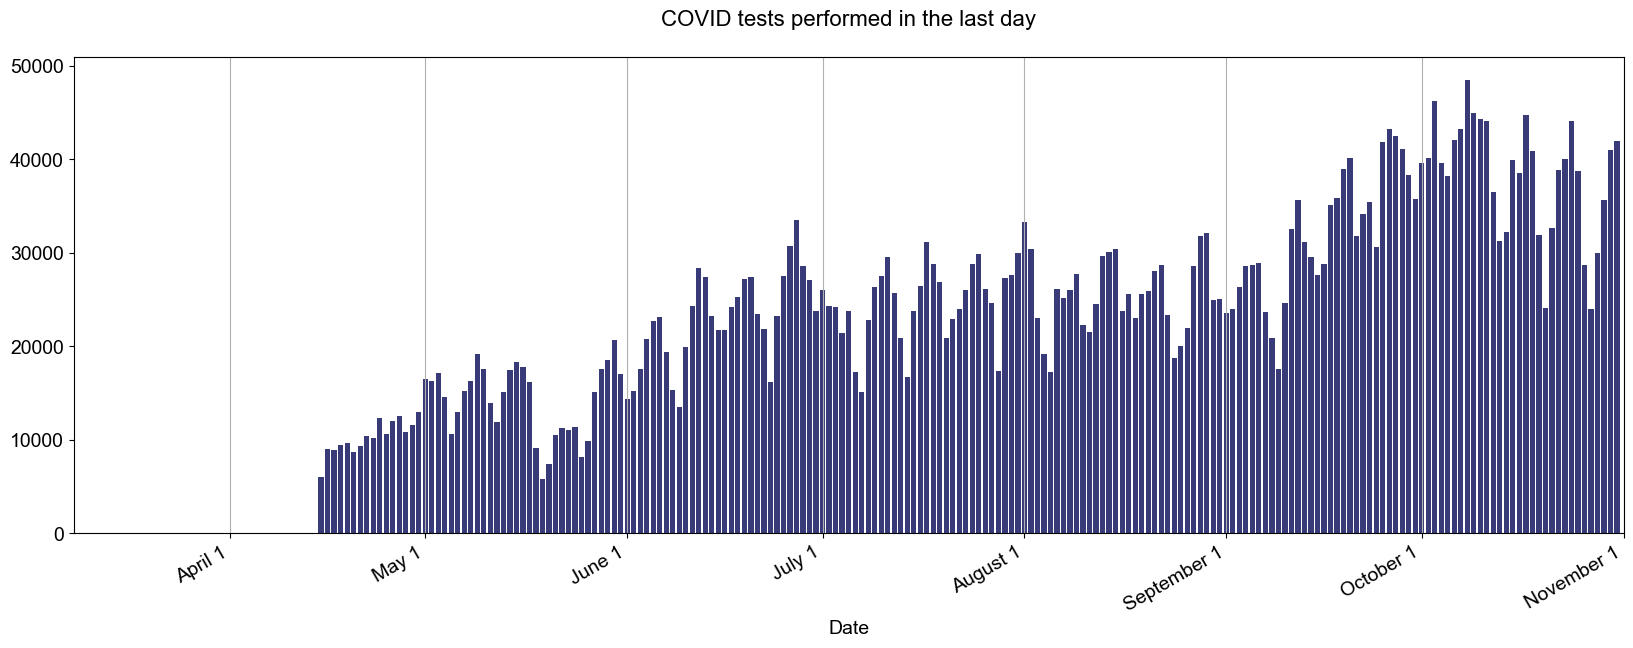 COVID tests performed in the last day
50000
40000
30000
20000
10000
0
April 1
May 1
June 1
July 1
August 1
September 1
October 1
November 1
Date